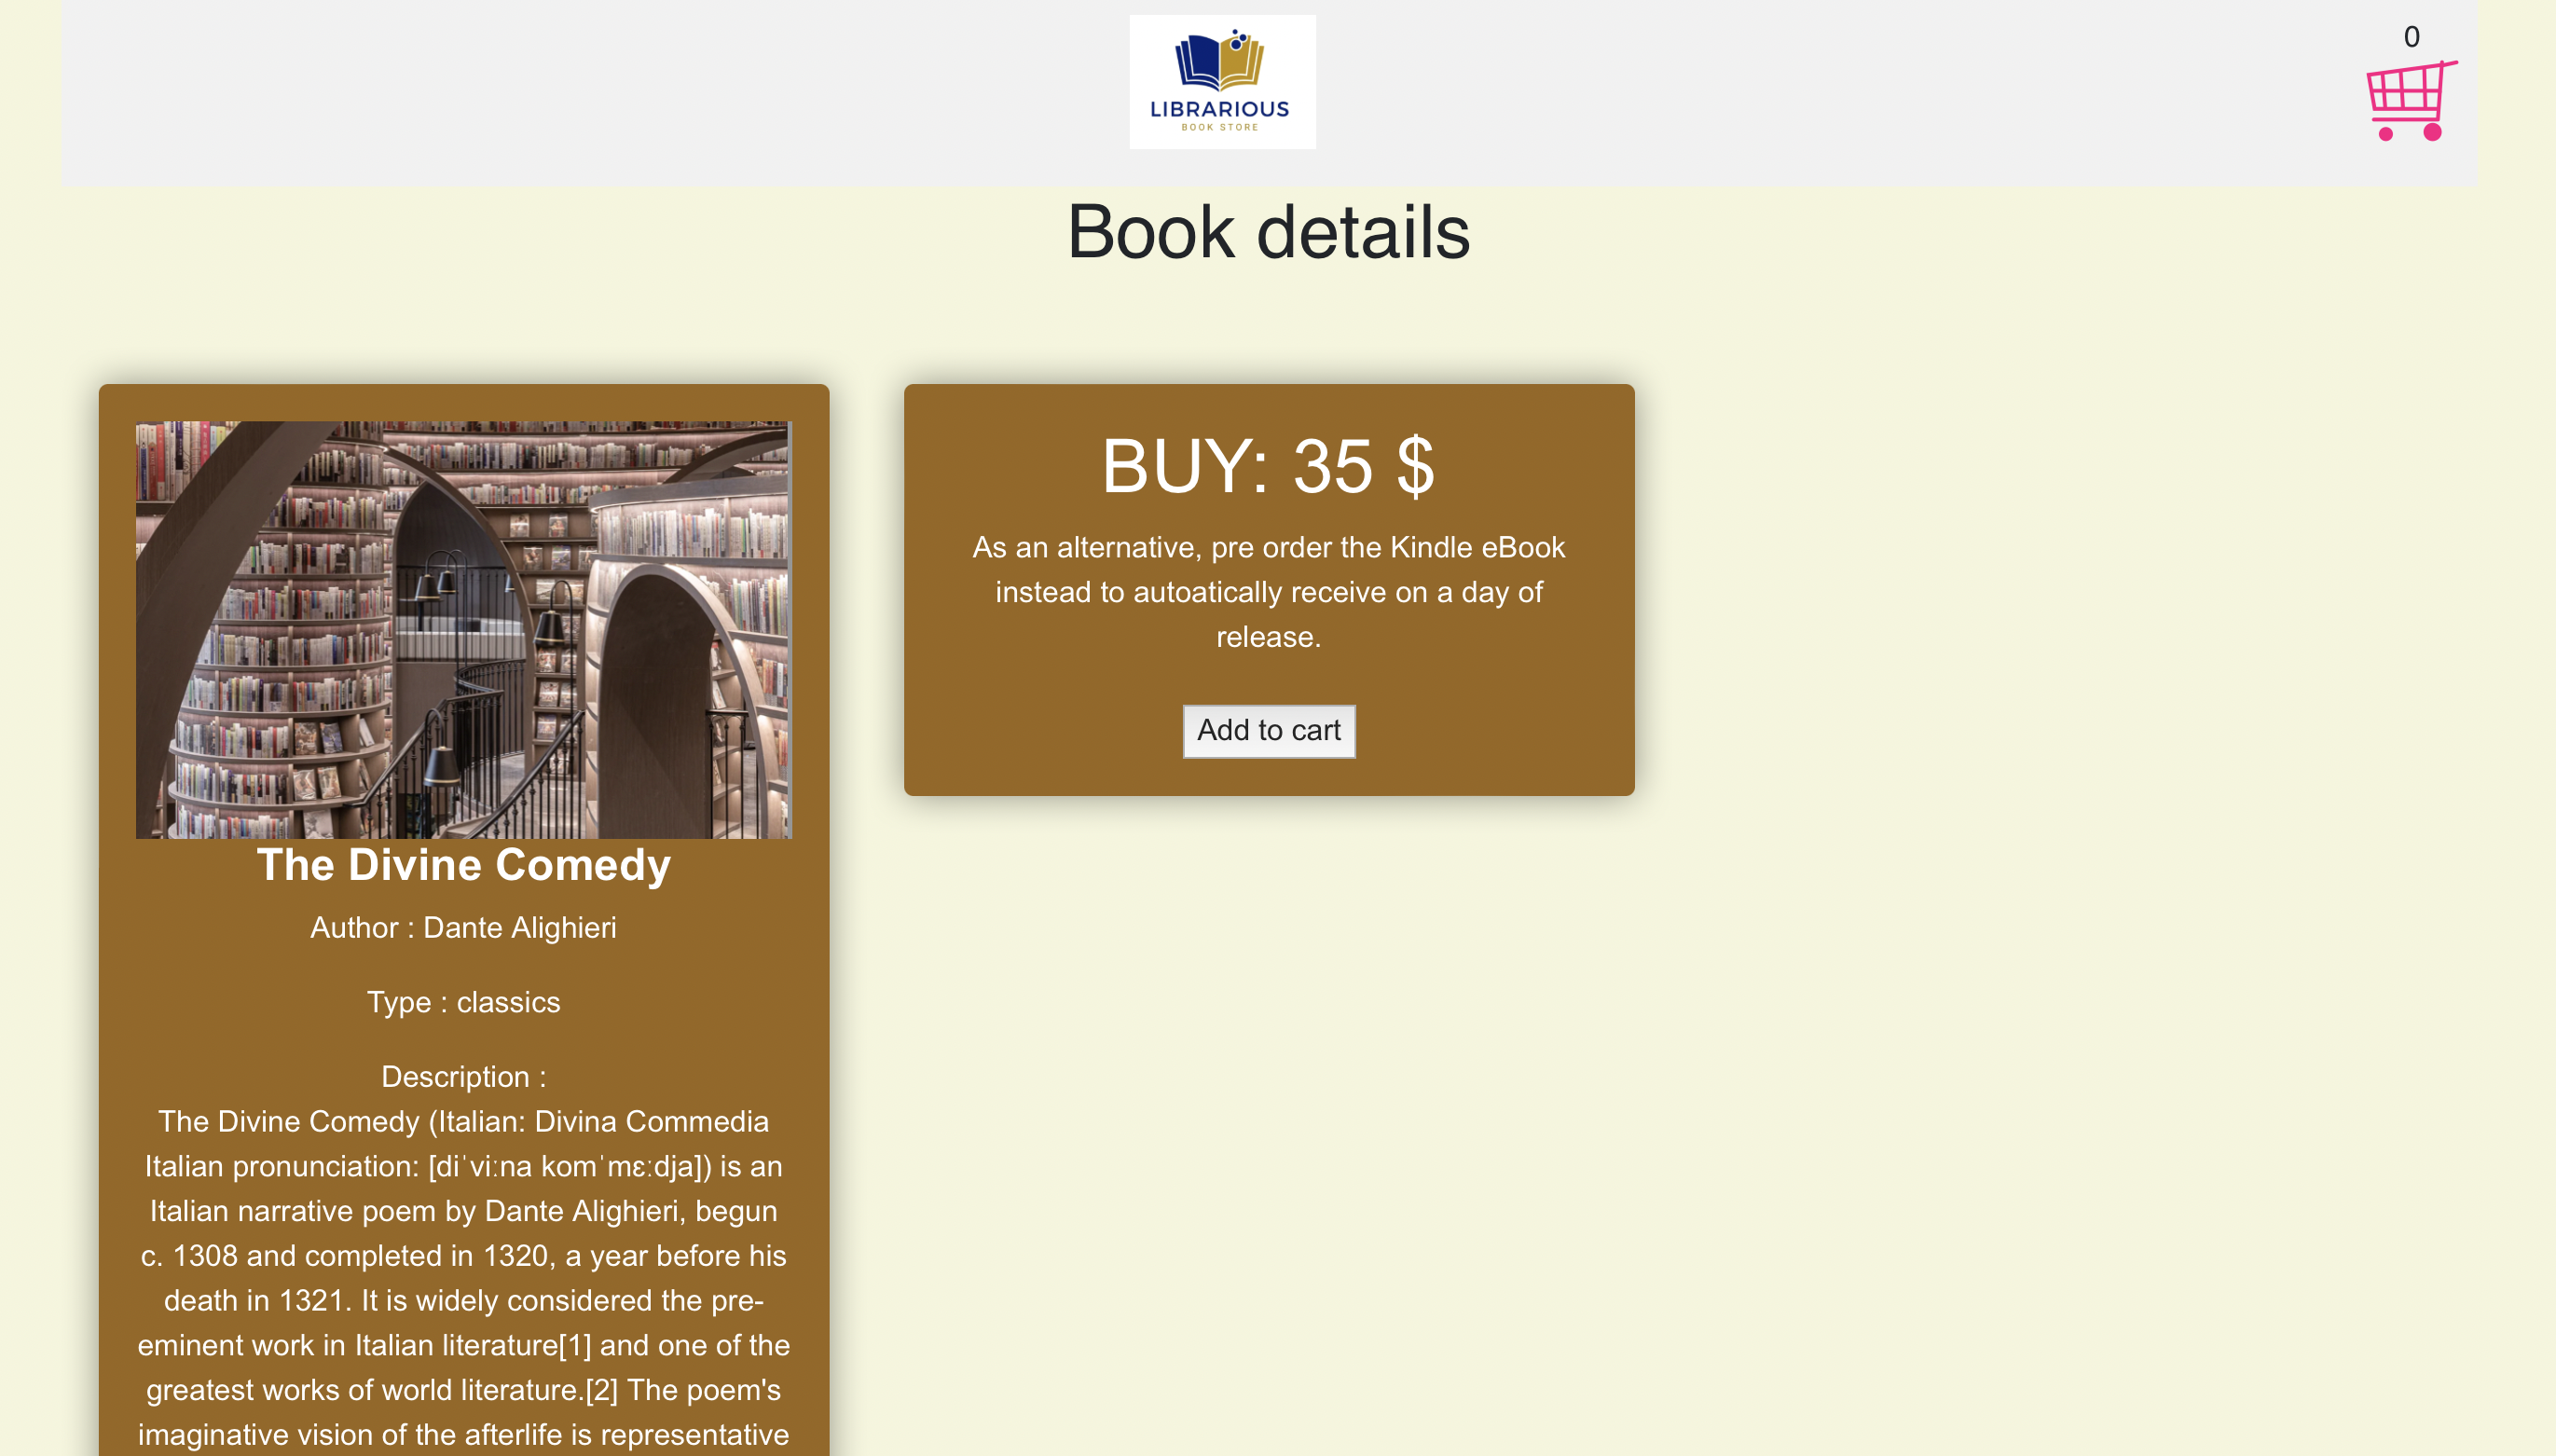 0
LIBRARIOUS
BOOK STORE
Book details
BUY: 35 $
As an alternative, pre order the Kindle eBook
instead to autoatically receive on a day of
release.
Add to cart
The Divine Comedy
Author : Dante Alighieri
Type : classics
Description :
The Divine Comedy (Italian: Divina Commedia
Italian pronunciation: [diˈviːna komˈmɛːdja]) is an
Italian narrative poem by Dante Alighieri, begun
c. 1308 and completed in 1320, a year before his
death in 1321. It is widely considered the pre-
eminent work in Italian literature[1] and one of the
greatest works of world literature.[2] The poem's
imaginative vision of the afterlife is representative